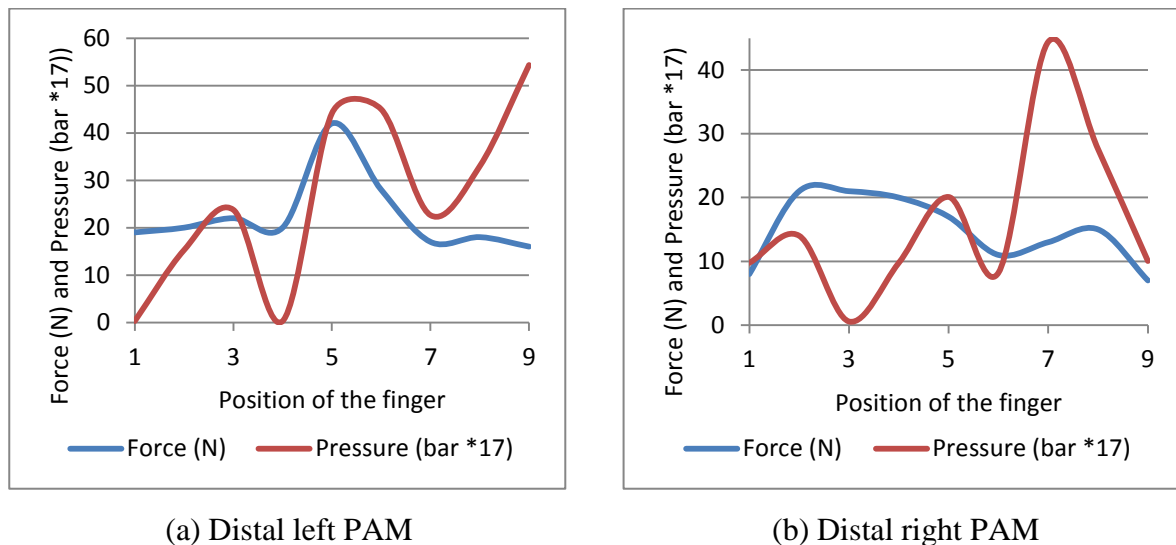 Force (N) and Pressure (bar *17))
60
50
40
30
20
10
0
1 3 5 7 9
Position of the finger
Force (N) Pressure (bar *17)
(a) Distal left PAM
Force (N) and Pressure (bar *17)
40
30
20
10
0
1 3 5 7 9
Position of the finger
Force (N) Pressure (bar *17)
(b) Distal right PAM